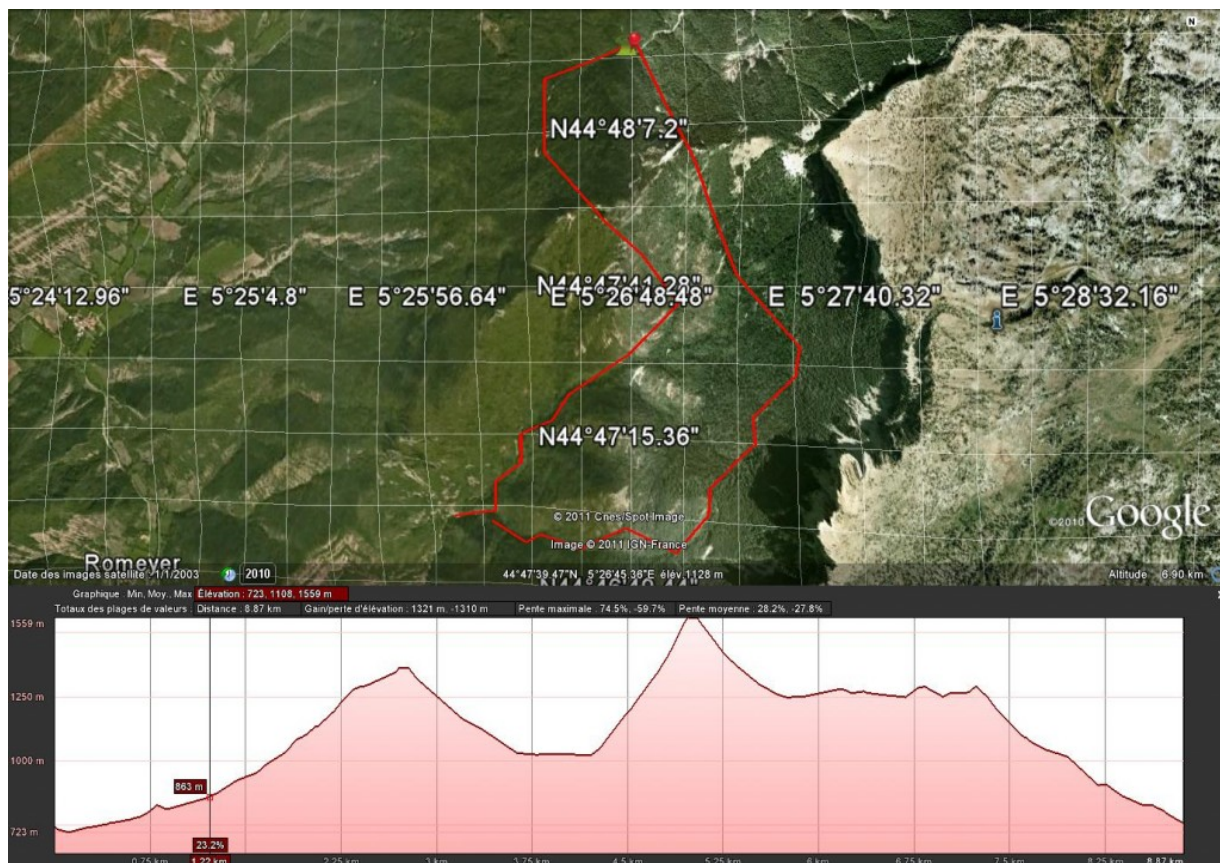 N
N44°48'7.2"
N44°47'41.28"
5°24'12.96" E 5°25'4.8" E 5°25'56.64" E 5°26'48.48" E 5°27'40.32" E 5°28'32.16"
N44°47'15.36"
© 2011 Cnes/Spot Image
©2010 Google
Image © 2011 IGN-France
Romeyer
Date des images satellite : 1/1/2003 2010 44°47'39.47"N 5°26'45.36"E élév. 1128 m Altitude 6.90 km
Graphique : Min, Moy., Max Élévation : 723, 1108, 1559 m
Totaux des plages de valeurs : Distance : 8.87 km Gain/perte d'élévation : 1321 m, -1310 m Pente maximale : 74.5%, -59.7% Pente moyenne : 28.2%, -27.8%
1559 m
1250 m
1000 m
863 m
723 m
23.2%
0.75 km 1.22 km 2.25 km 3 km 3.75 km 4.5 km 5.25 km 6 km 6.75 km 7.5 km 8.25 km 8.87 km